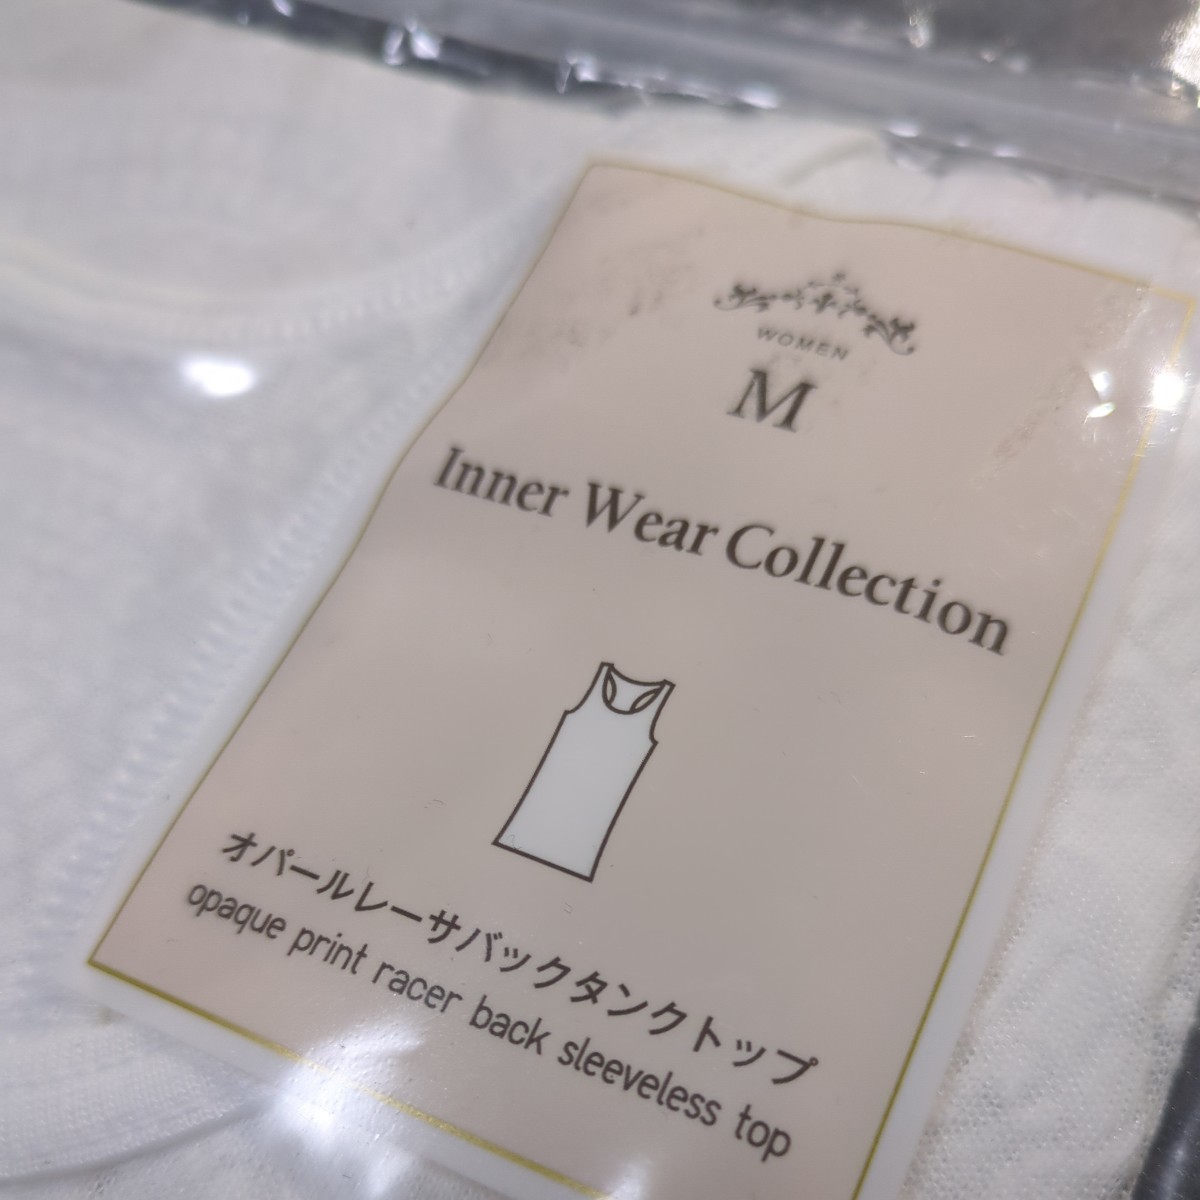 WOMEN
M
Inner Wear Collection
オパールレーサバックタンクトップ
opaque print racer back sleeveless top